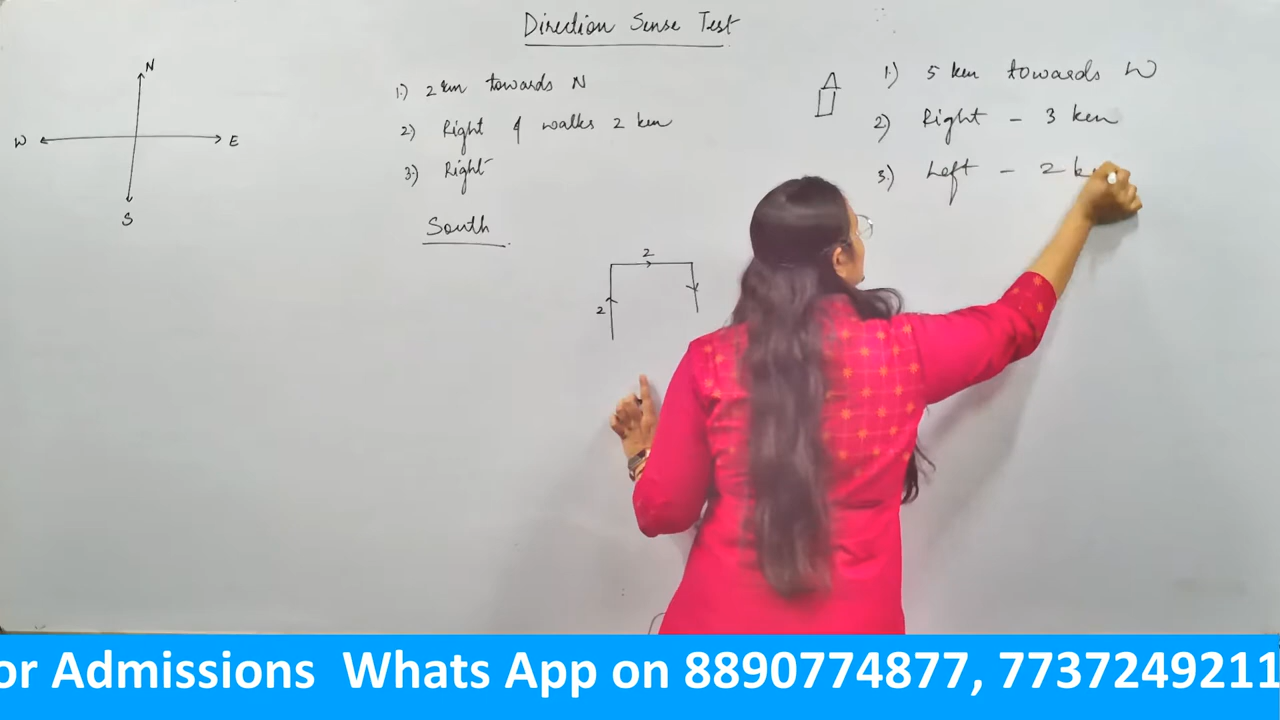 Direction Sense Test
N
W
E
S
1.) 2 km towards N
2) Right & walks 2 km
3.) Right
South
2
2
A
1.) 5 km towards W
2) Right - 3 km
3.) Left - 2 k
or Admissions Whats App on 8890774877, 7737249211